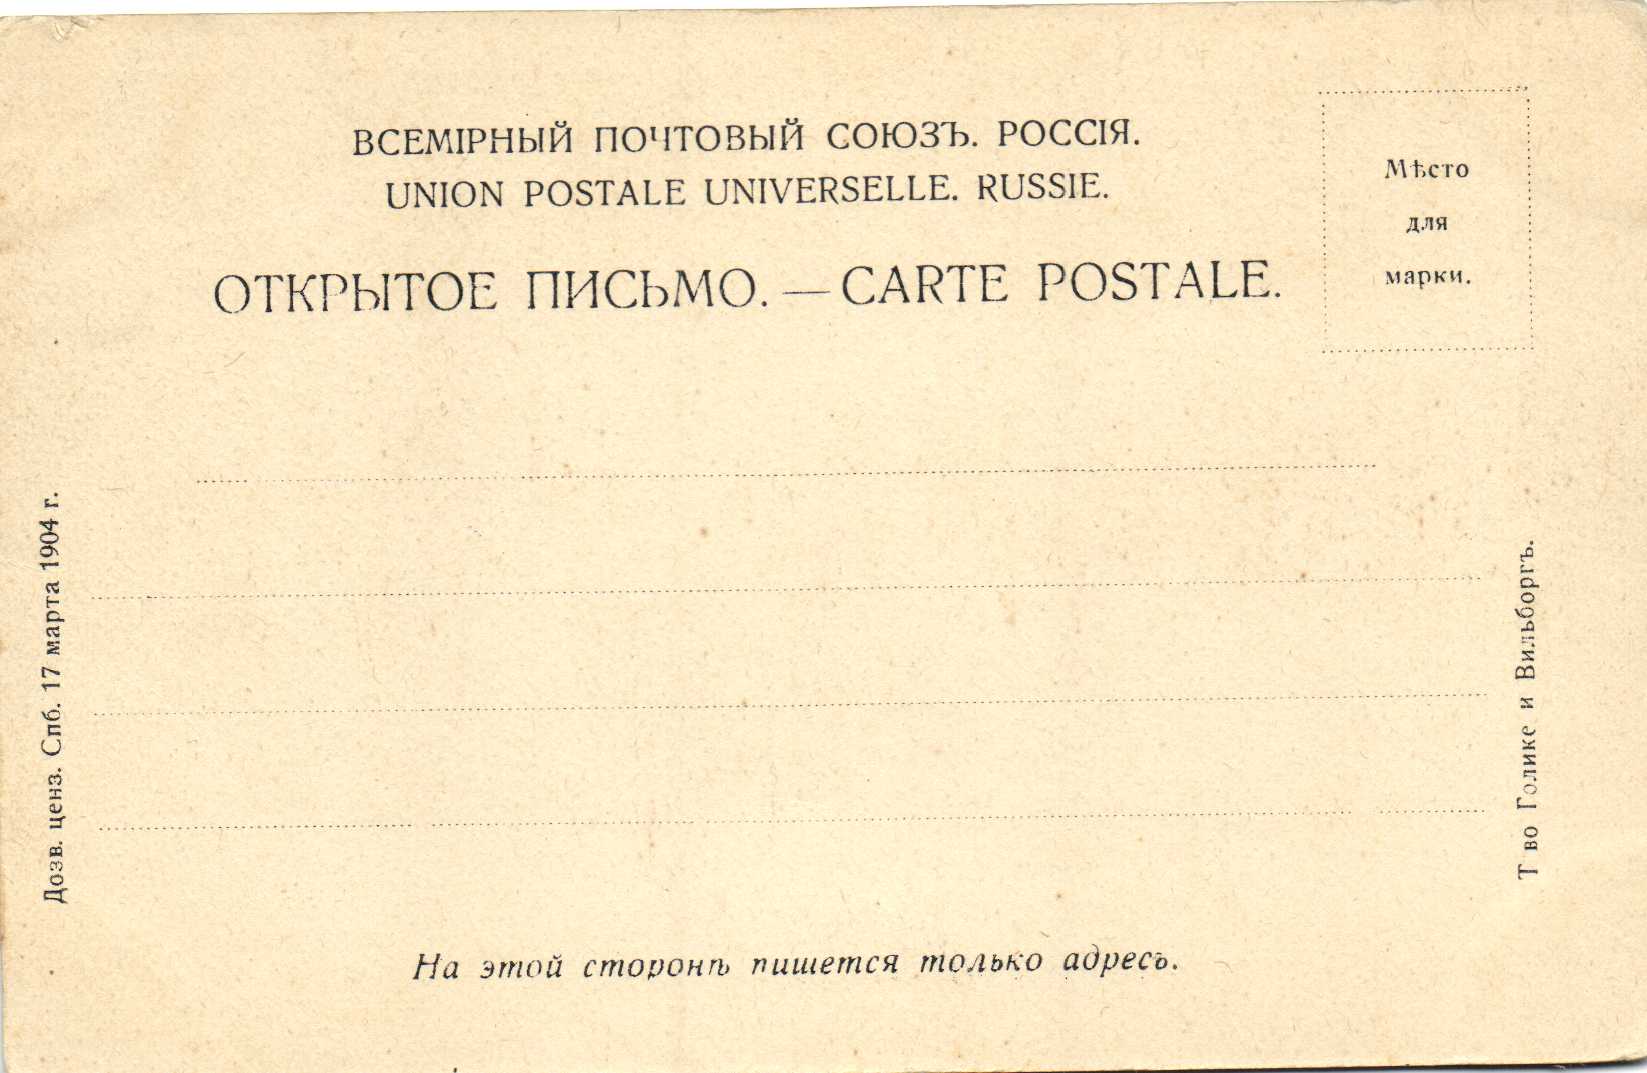 ВСЕМІРНЫЙ ПОЧТОВЫЙ СОЮЗЪ. РОССІЯ.
UNION POSTALE UNIVERSELLE. RUSSIE.
ОТКРЫТОЕ ПИСЬМО. — CARTE POSTALE.
Мѣсто
для
марки.
Дозв. ценз. Спб. 17 марта 1904 г.
Т во Голике и Вильборгъ.
На этой сторонѣ пишется только адресъ.